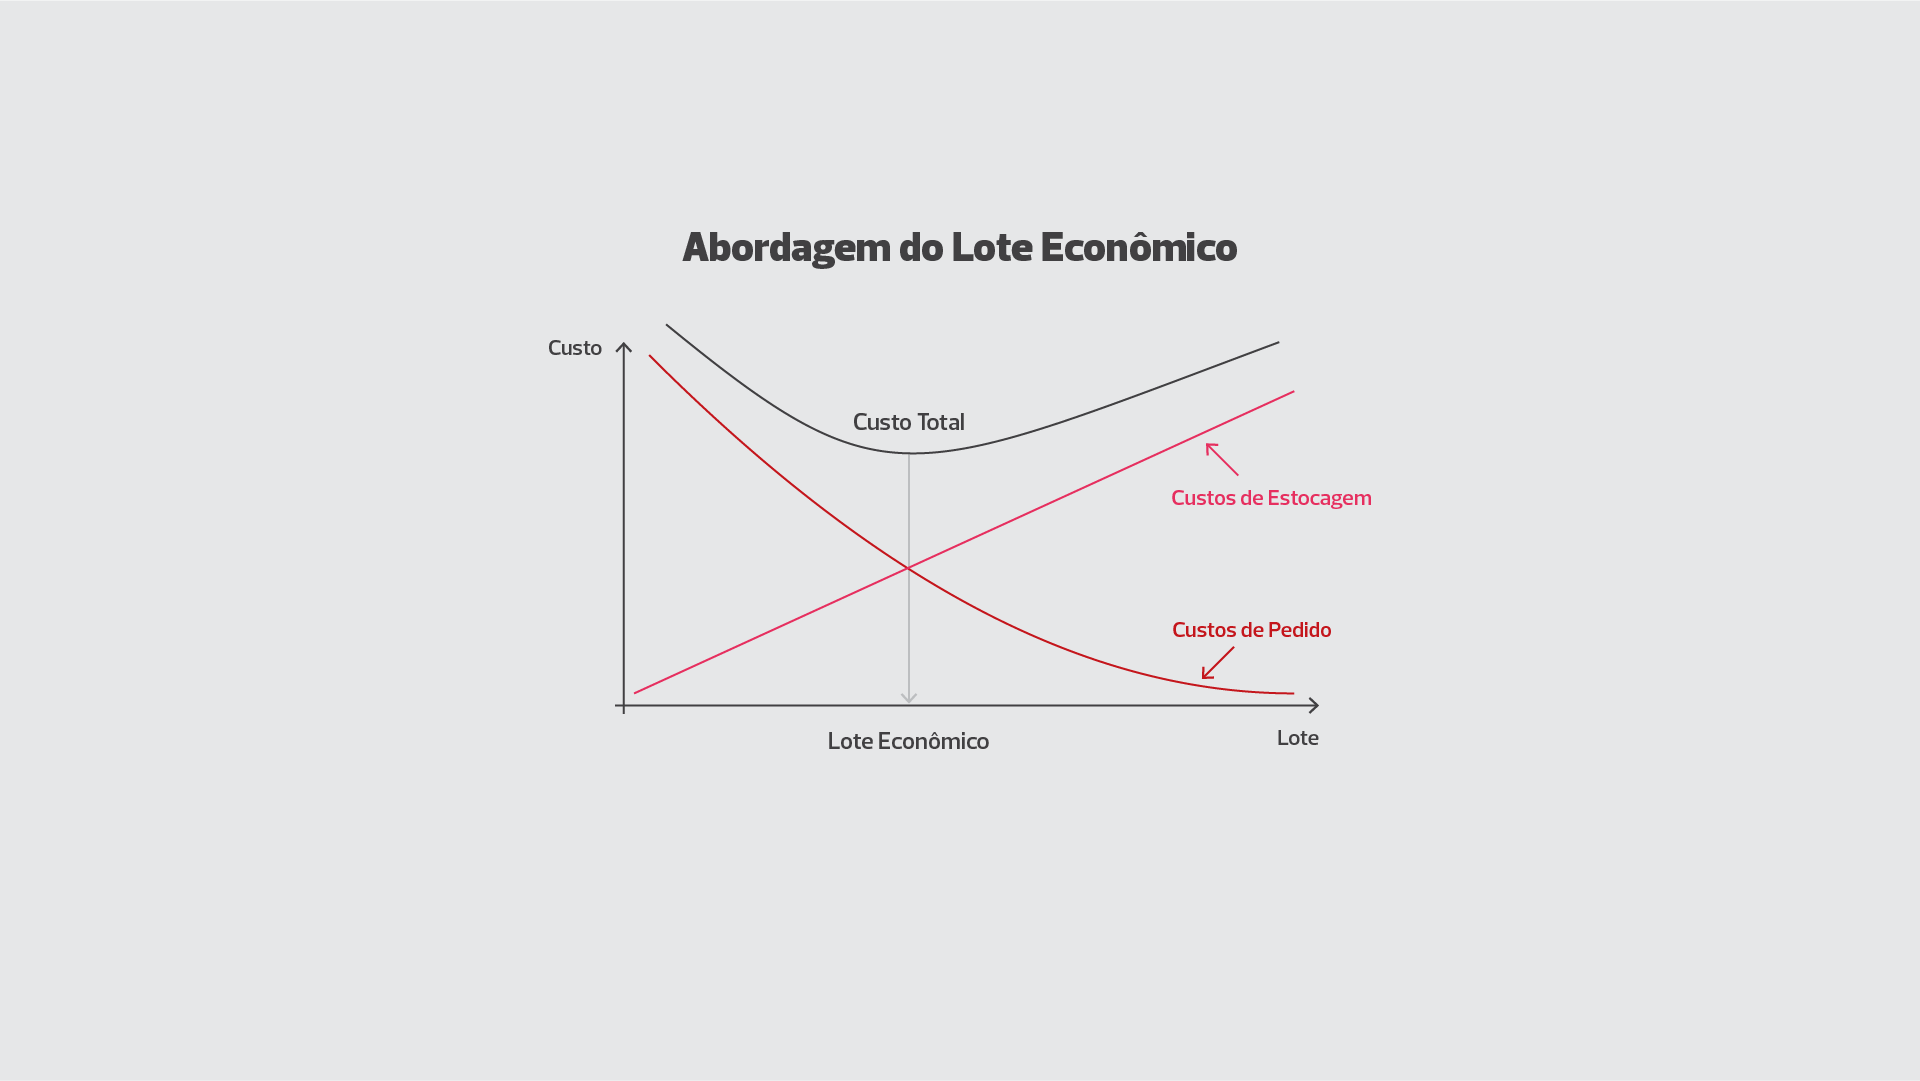 Abordagem do Lote Econômico
Custo
Custo Total
Custos de Estocagem
Custos de Pedido
Lote Econômico
Lote